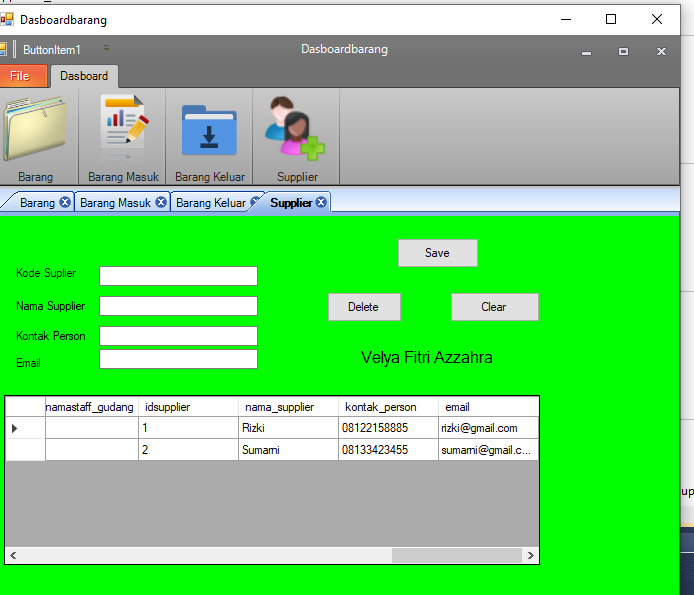 Dasboardbarang
ButtonItem1 Dasboardbarang
File Dasboard
Barang Barang Masuk Barang Keluar Supplier
Barang Barang Masuk Barang Keluar Supplier
Save
Kode Suplier
Nama Supplier Delete Clear
Kontak Person
Email Velya Fitri Azzahra
namastaff_gudang idsupplier nama_supplier kontak_person email
1 Rizki 08122158885 rizki@gmail.com
2 Sumarni 08133423455 sumarni@gmail.c...
up